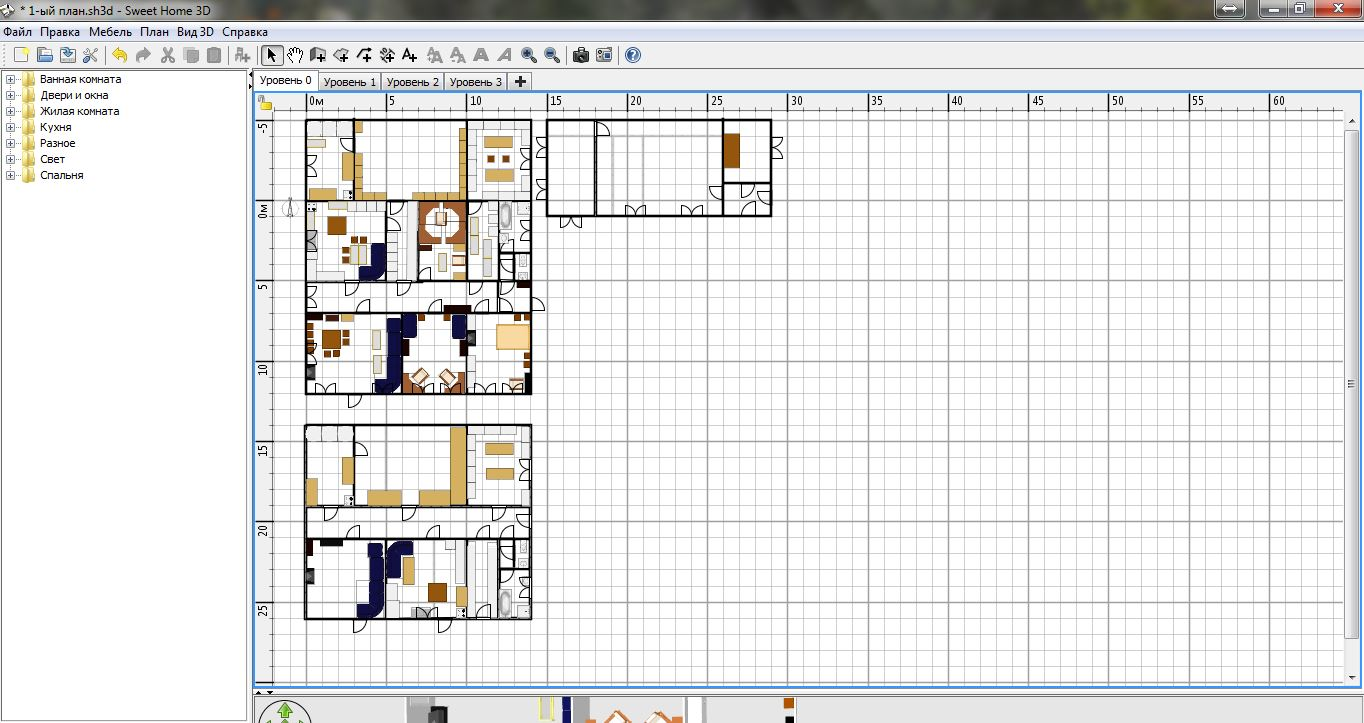 * 1-ый план.sh3d - Sweet Home 3D
Файл Правка Мебель План Вид 3D Справка
Ванная комната
Двери и окна
Жилая комната
Кухня
Разное
Свет
Спальня
Уровень 0 Уровень 1 Уровень 2 Уровень 3
0м 5 10 15 20 25 30 35 40 45 50 55 60
-5
0м
5
10
15
20
25